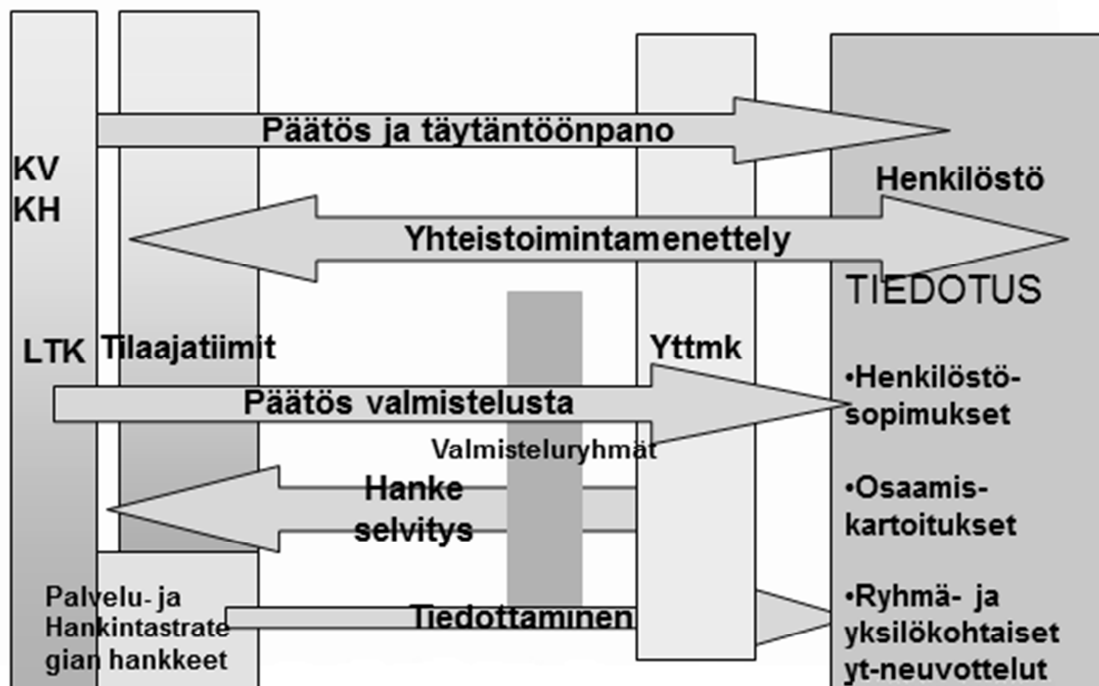 Päätös ja täytäntöönpano
KV
KH
Henkilöstö
Yhteistoimintamenettely
TIEDOTUS
LTK
Tilaajatiimit
Yttmk
•Henkilöstö-
sopimukset
Päätös valmistelusta
Valmisteluryhmät
Hanke
selvitys
•Osaamis-
kartoitukset
Palvelu- ja
Hankintastrate
gian hankkeet
Tiedottaminen
•Ryhmä- ja
yksilökohtaiset
yt-neuvottelut